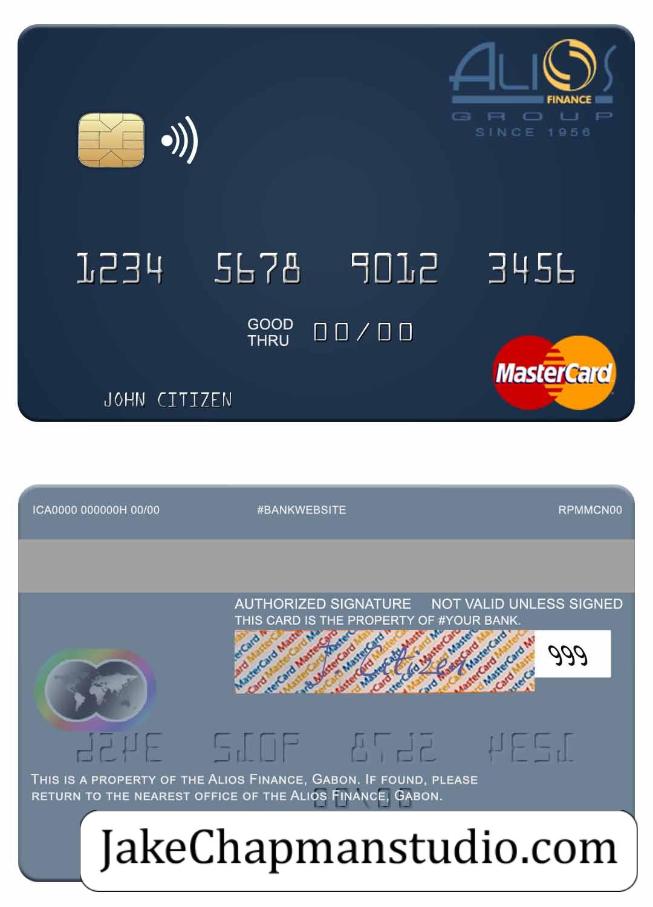 ALIOS
FINANCE
GROUP
SINCE 1956
1234 5678 9012 3456
GOOD
THRU 00/00
MasterCard
JOHN CITIZEN
ICA0000 000000H 00/00 #BANKWEBSITE RPMMCN00
AUTHORIZED SIGNATURE NOT VALID UNLESS SIGNED
THIS CARD IS THE PROPERTY OF #YOUR BANK.
MasterCard
999
THIS IS A PROPERTY OF THE ALIOS FINANCE, GABON. IF FOUND, PLEASE
RETURN TO THE NEAREST OFFICE OF THE ALIOS FINANCE, GABON.
JakeChapmanstudio.com